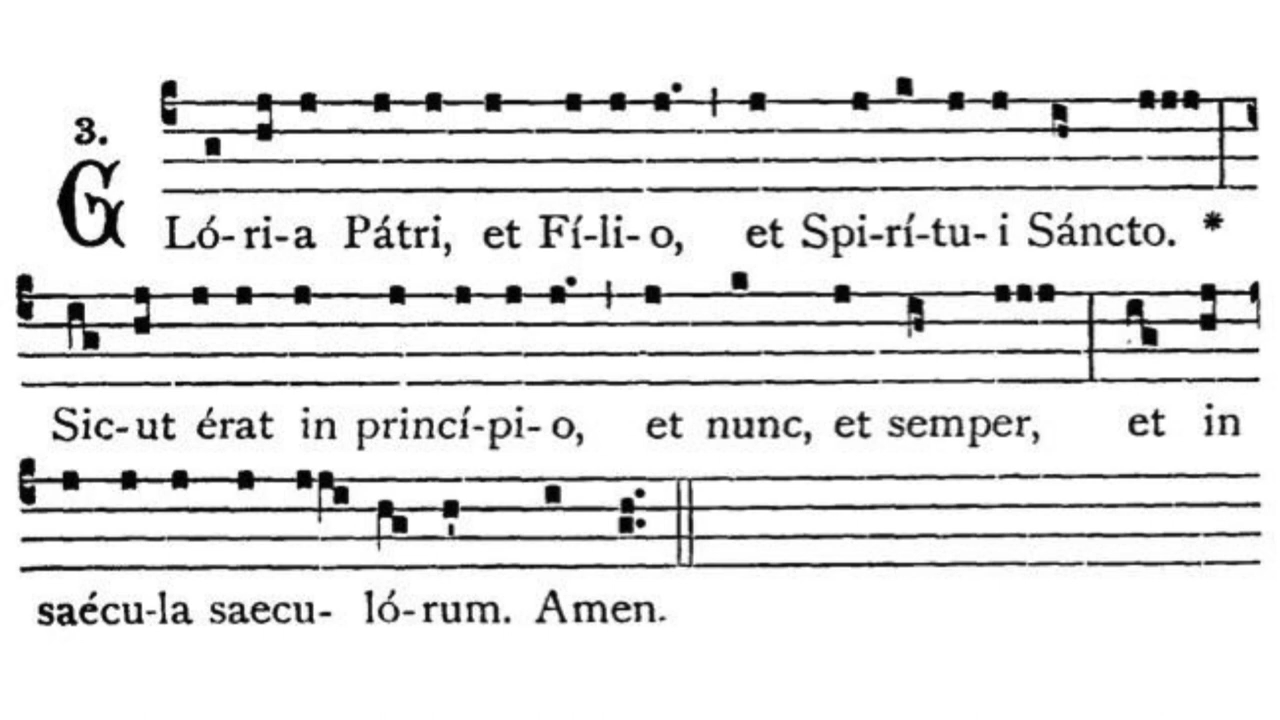 3.
GLó-ri-a Pátri, et Fí-li-o, et Spi-rí-tu-i Sáncto. *
Sic-ut érat in princí-pi-o, et nunc, et semper, et in
saécu-la saecu-ló-rum. Amen.